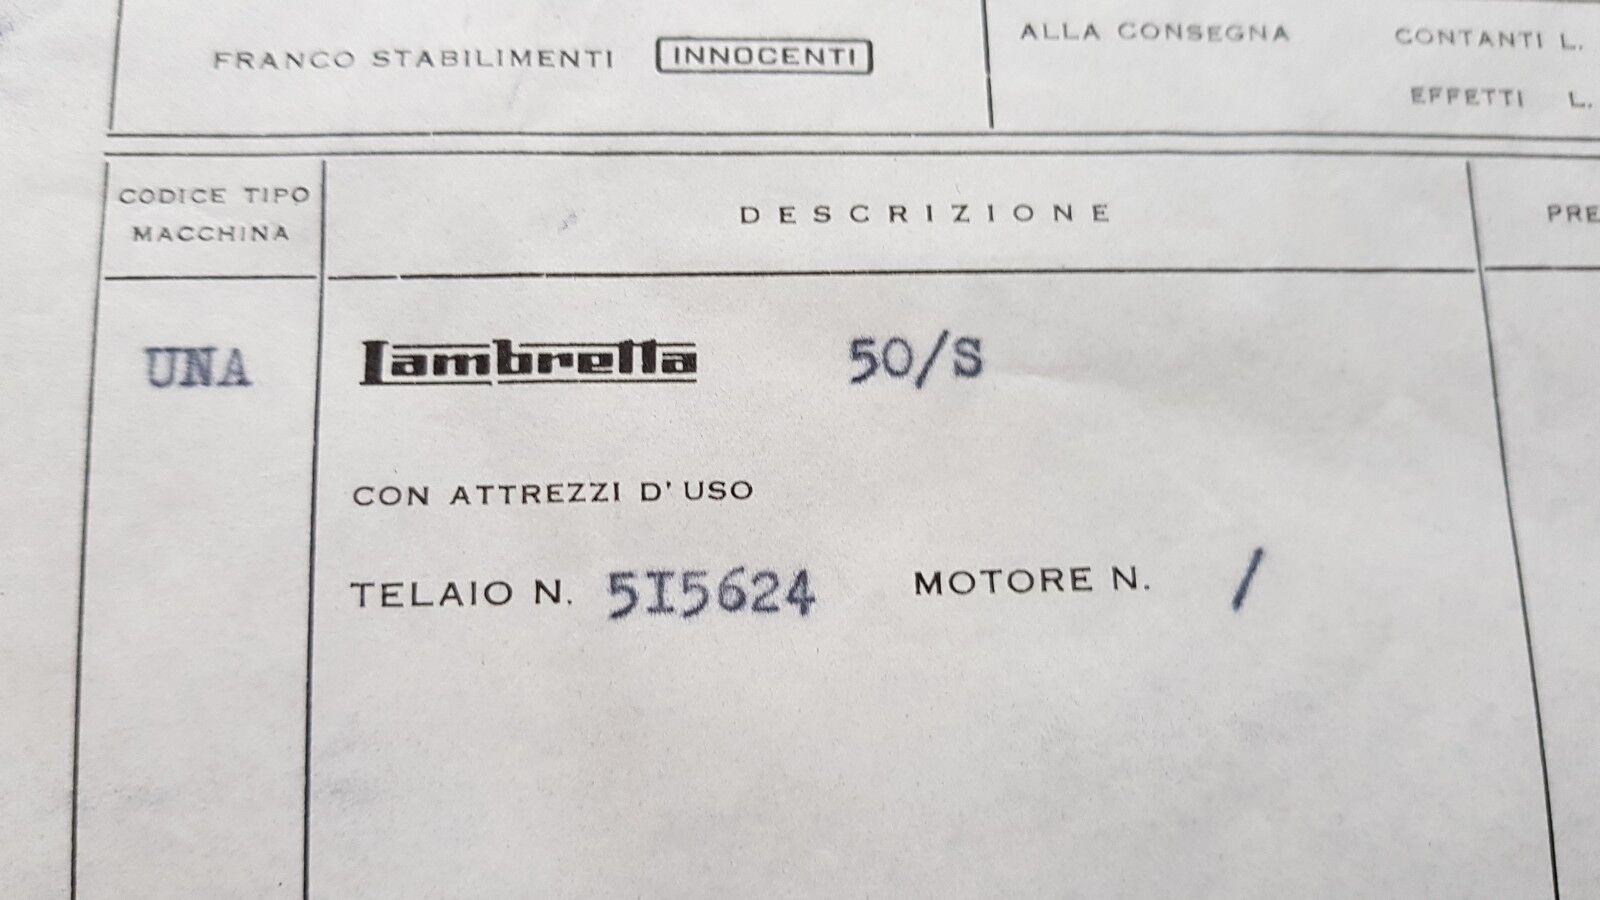 FRANCO STABILIMENTI INNOCENTI
ALLA CONSEGNA CONTANTI L.
EFFETTI L.
CODICE TIPO
MACCHINA
DESCRIZIONE
PRE
UNA Lambretta 50/S
CON ATTREZZI D'USO
TELAIO N. 5I5624 MOTORE N. /